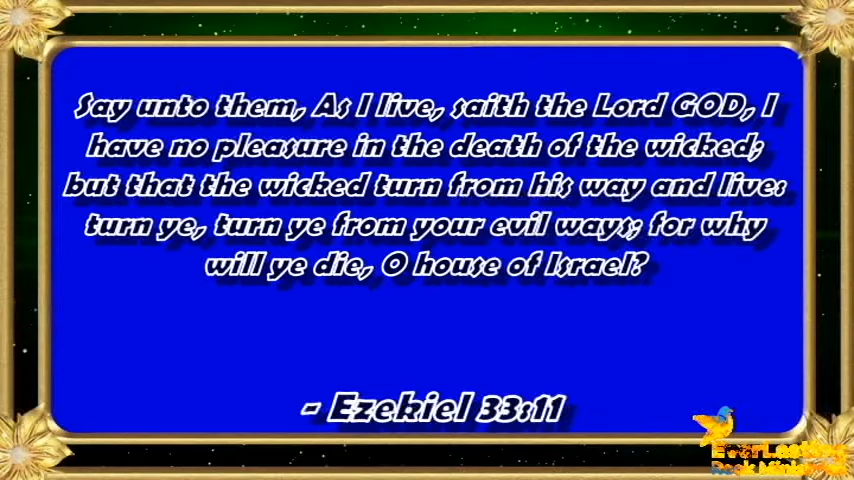 Say unto them, As I live, saith the Lord GOD, I
have no pleasure in the death of the wicked;
but that the wicked turn from his way and live:
turn ye, turn ye from your evil ways; for why
will ye die, O house of Israel?
- Ezekiel 33:11
EverLasting
Rock